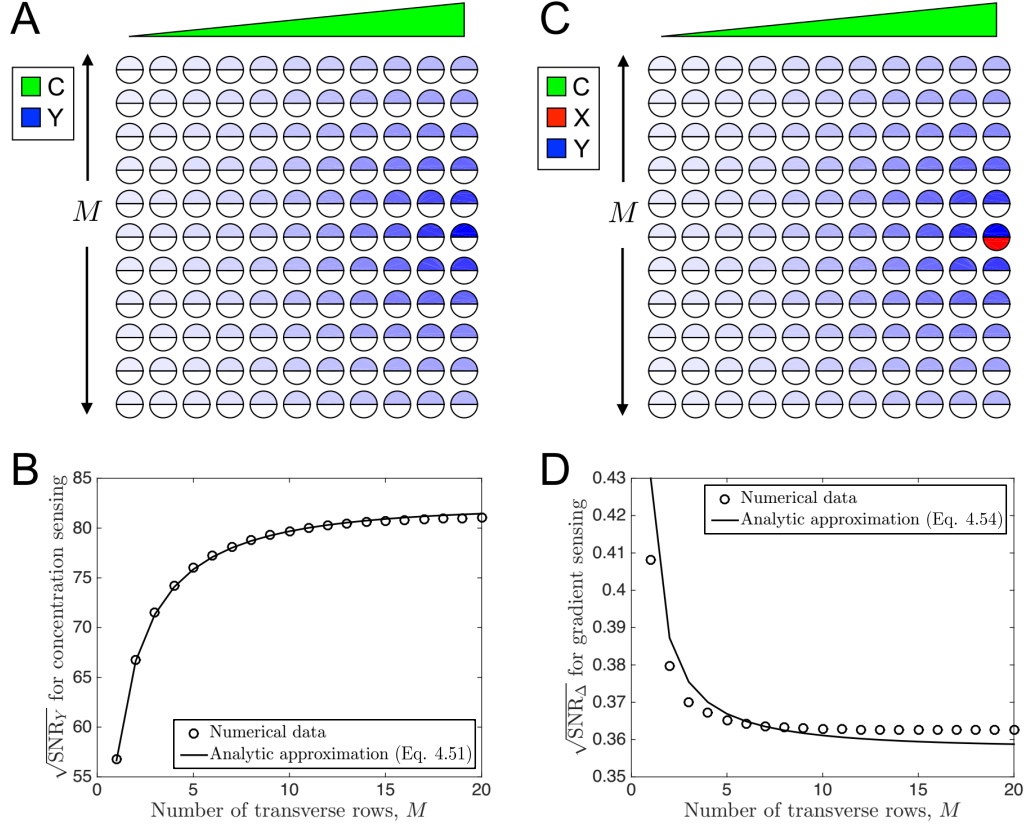 A
C
Y
M
C
C
X
Y
M
B
√SNR_Y for concentration sensing
85
80
75
70
65
60
55
0
5
10
15
20
Number of transverse rows, M
Numerical data
Analytic approximation (Eq. 4.51)
D
√SNR_Δ for gradient sensing
0.43
0.42
0.41
0.4
0.39
0.38
0.37
0.36
0.35
0
5
10
15
20
Number of transverse rows, M
Numerical data
Analytic approximation (Eq. 4.54)